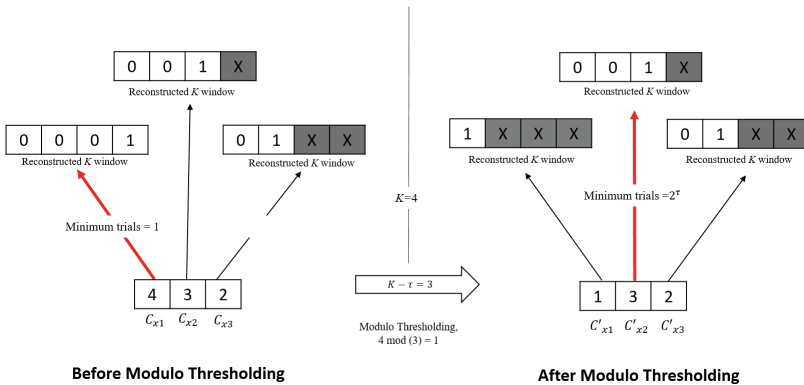 0 0 1 X
Reconstructed K window
0 0 0 1
Reconstructed K window
0 1 X X
Reconstructed K window
Minimum trials = 1
4 3 2
Cₓ₁ Cₓ₂ Cₓ₃
Before Modulo Thresholding
K=4
K − τ = 3
Modulo Thresholding,
4 mod (3) = 1
0 0 1 X
Reconstructed K window
1 X X X
Reconstructed K window
0 1 X X
Reconstructed K window
Minimum trials =2^τ
1 3 2
C′ₓ₁ C′ₓ₂ C′ₓ₃
After Modulo Thresholding